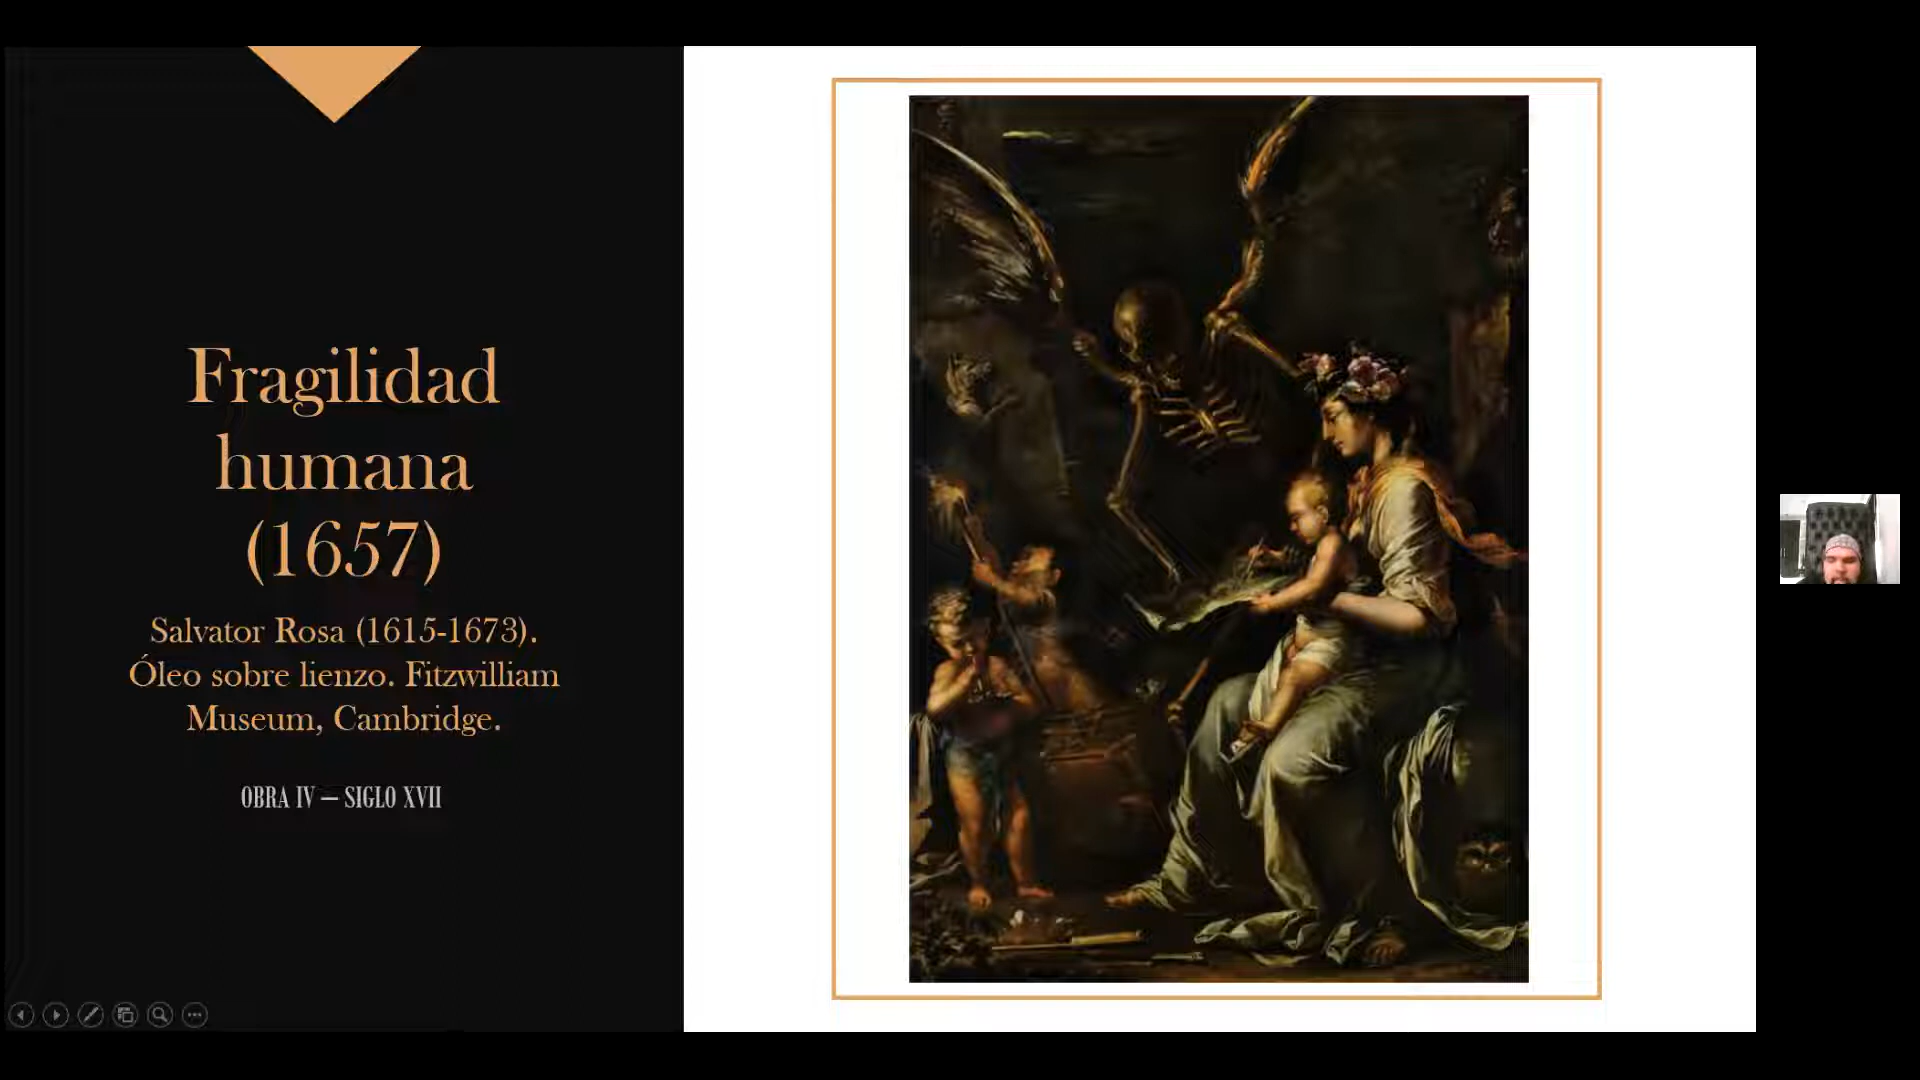 Fragilidad
humana
(1657)
Salvator Rosa (1615-1673).
Óleo sobre lienzo. Fitzwilliam
Museum, Cambridge.
OBRA IV – SIGLO XVII